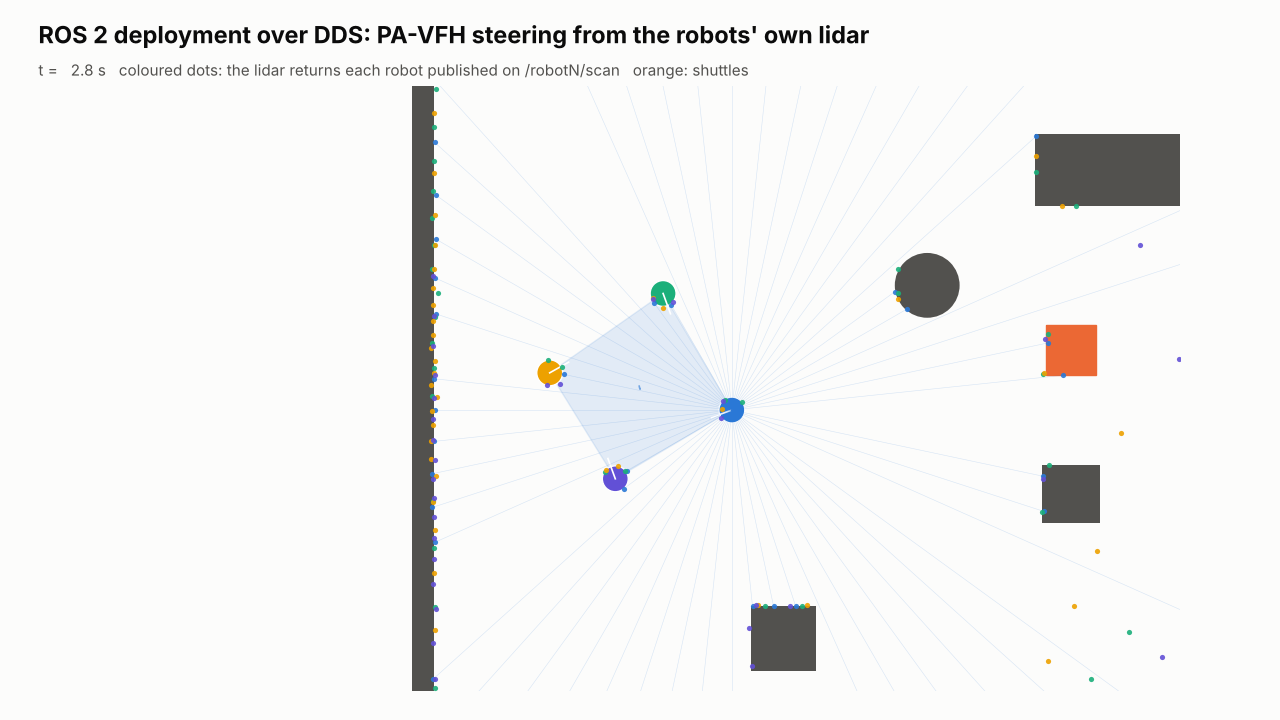 ROS 2 deployment over DDS: PA-VFH steering from the robots' own lidar
t = 2.8 s coloured dots: the lidar returns each robot published on /robotN/scan orange: shuttles